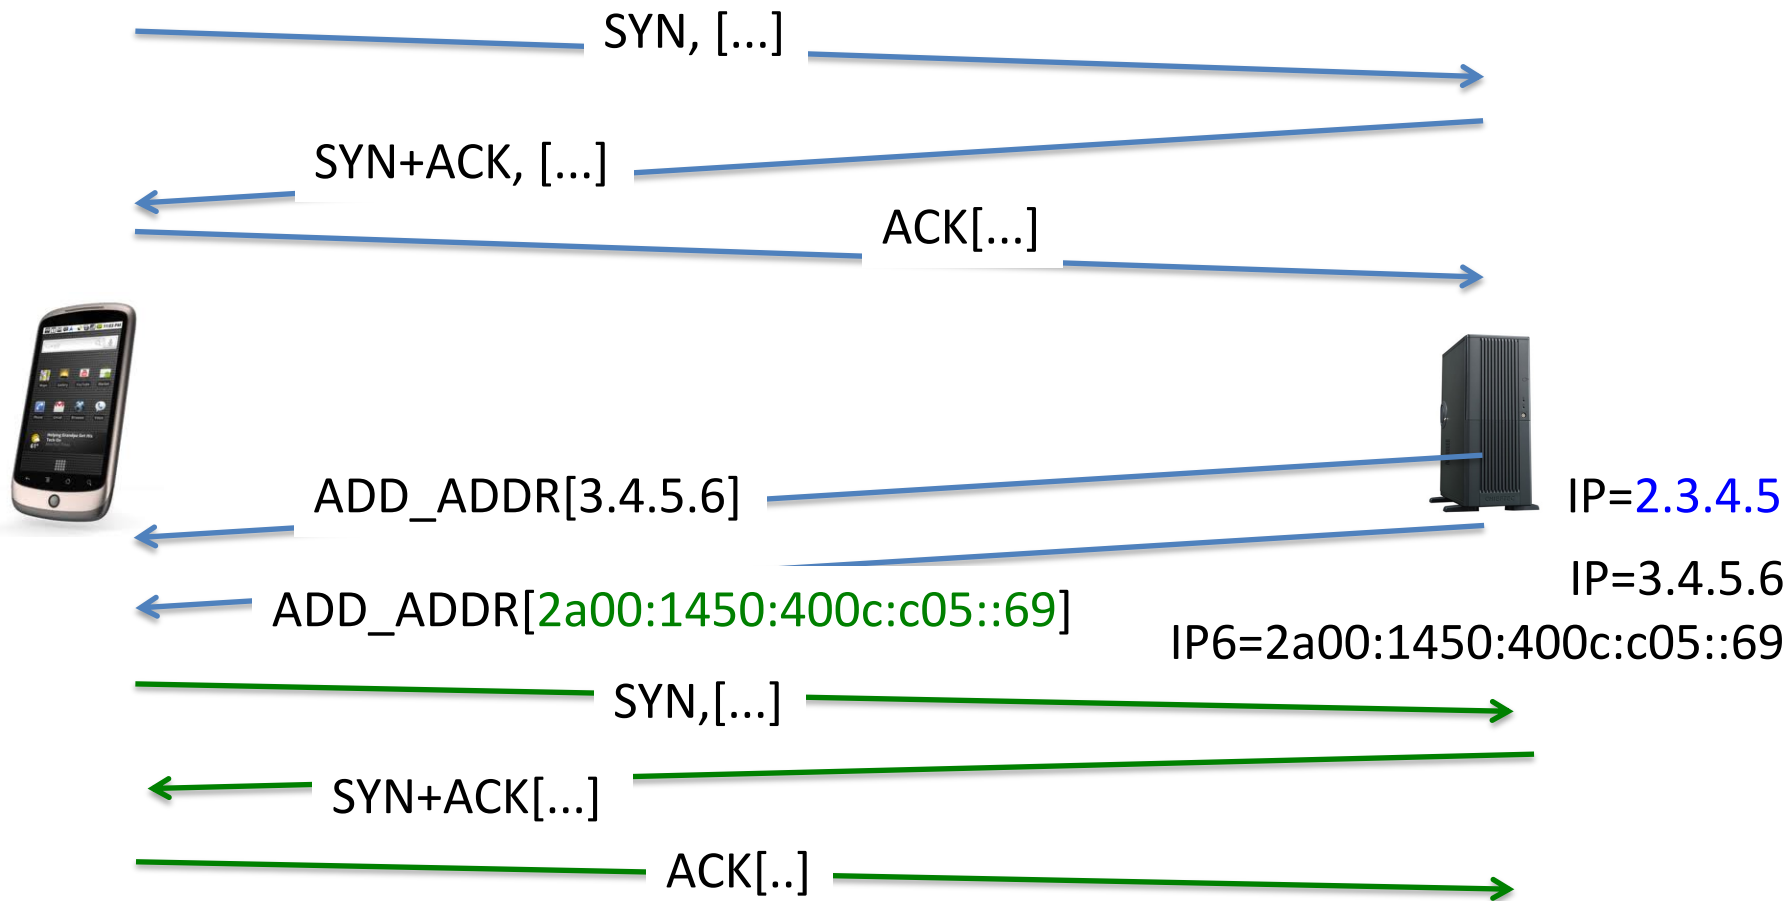 SYN, [...]
SYN+ACK, [...]
ACK[...]
ADD_ADDR[3.4.5.6]
IP=2.3.4.5
IP=3.4.5.6
ADD_ADDR[2a00:1450:400c:c05::69]
IP6=2a00:1450:400c:c05::69
SYN,[...]
SYN+ACK[...]
ACK[..]